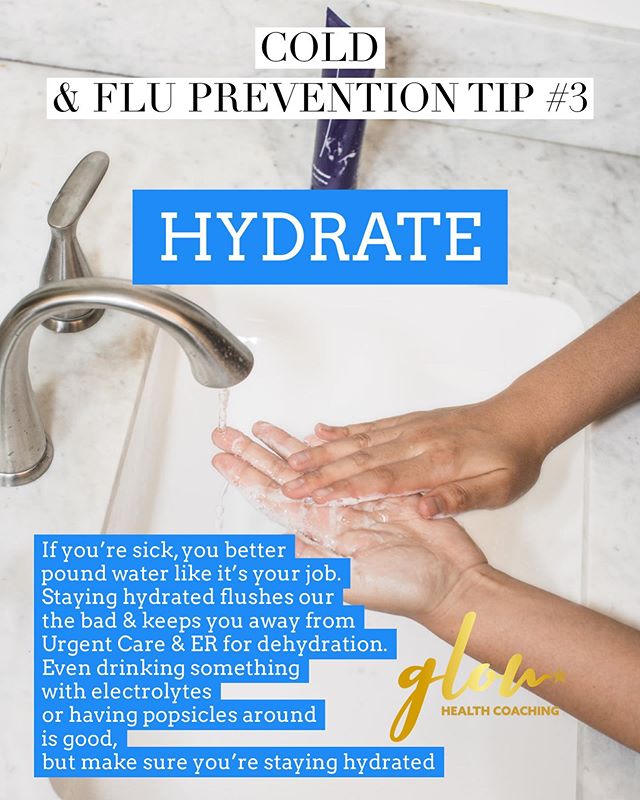 COLD
& FLU PREVENTION TIP #3
HYDRATE
If you're sick, you better
pound water like it's your job.
Staying hydrated flushes our
the bad & keeps you away from
Urgent Care & ER for dehydration.
Even drinking something
with electrolytes
or having popsicles around
is good,
but make sure you're staying hydrated
glow
HEALTH COACHING